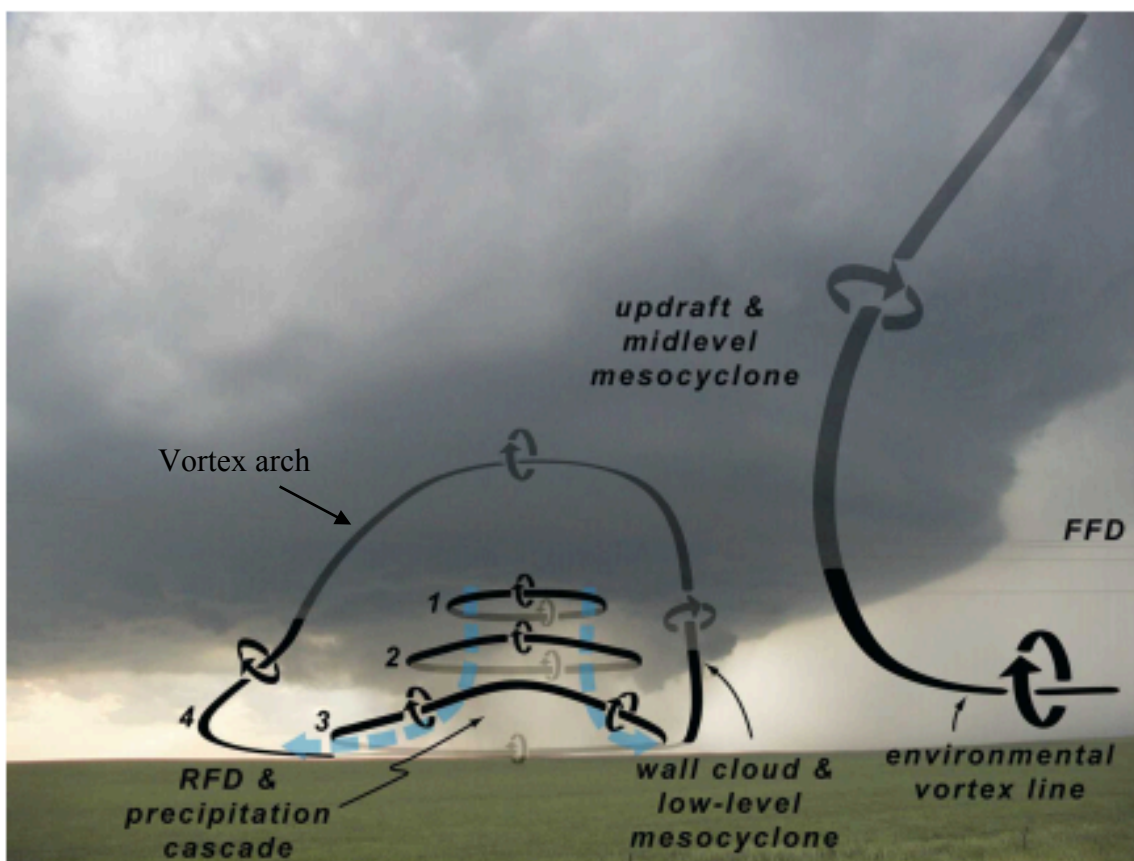 updraft &
midlevel
mesocyclone
Vortex arch
FFD
1
2
3
4
RFD &
precipitation
cascade
wall cloud &
low-level
mesocyclone
environmental
vortex line